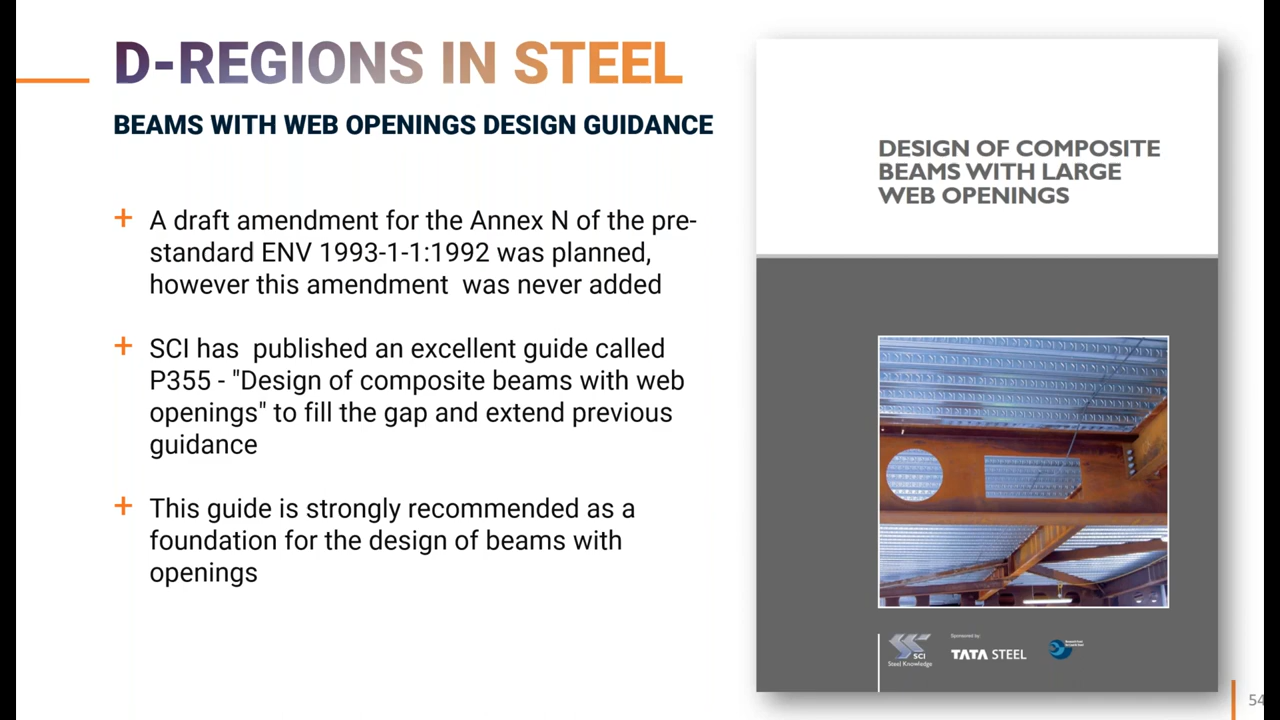 D-REGIONS IN STEEL
BEAMS WITH WEB OPENINGS DESIGN GUIDANCE
+ A draft amendment for the Annex N of the pre-
standard ENV 1993-1-1:1992 was planned,
however this amendment  was never added
+ SCI has  published an excellent guide called
P355 - "Design of composite beams with web
openings" to fill the gap and extend previous
guidance
+ This guide is strongly recommended as a
foundation for the design of beams with
openings
DESIGN OF COMPOSITE
BEAMS WITH LARGE
WEB OPENINGS
SCI
Steel Knowledge
Sponsored by:
TATA STEEL
54